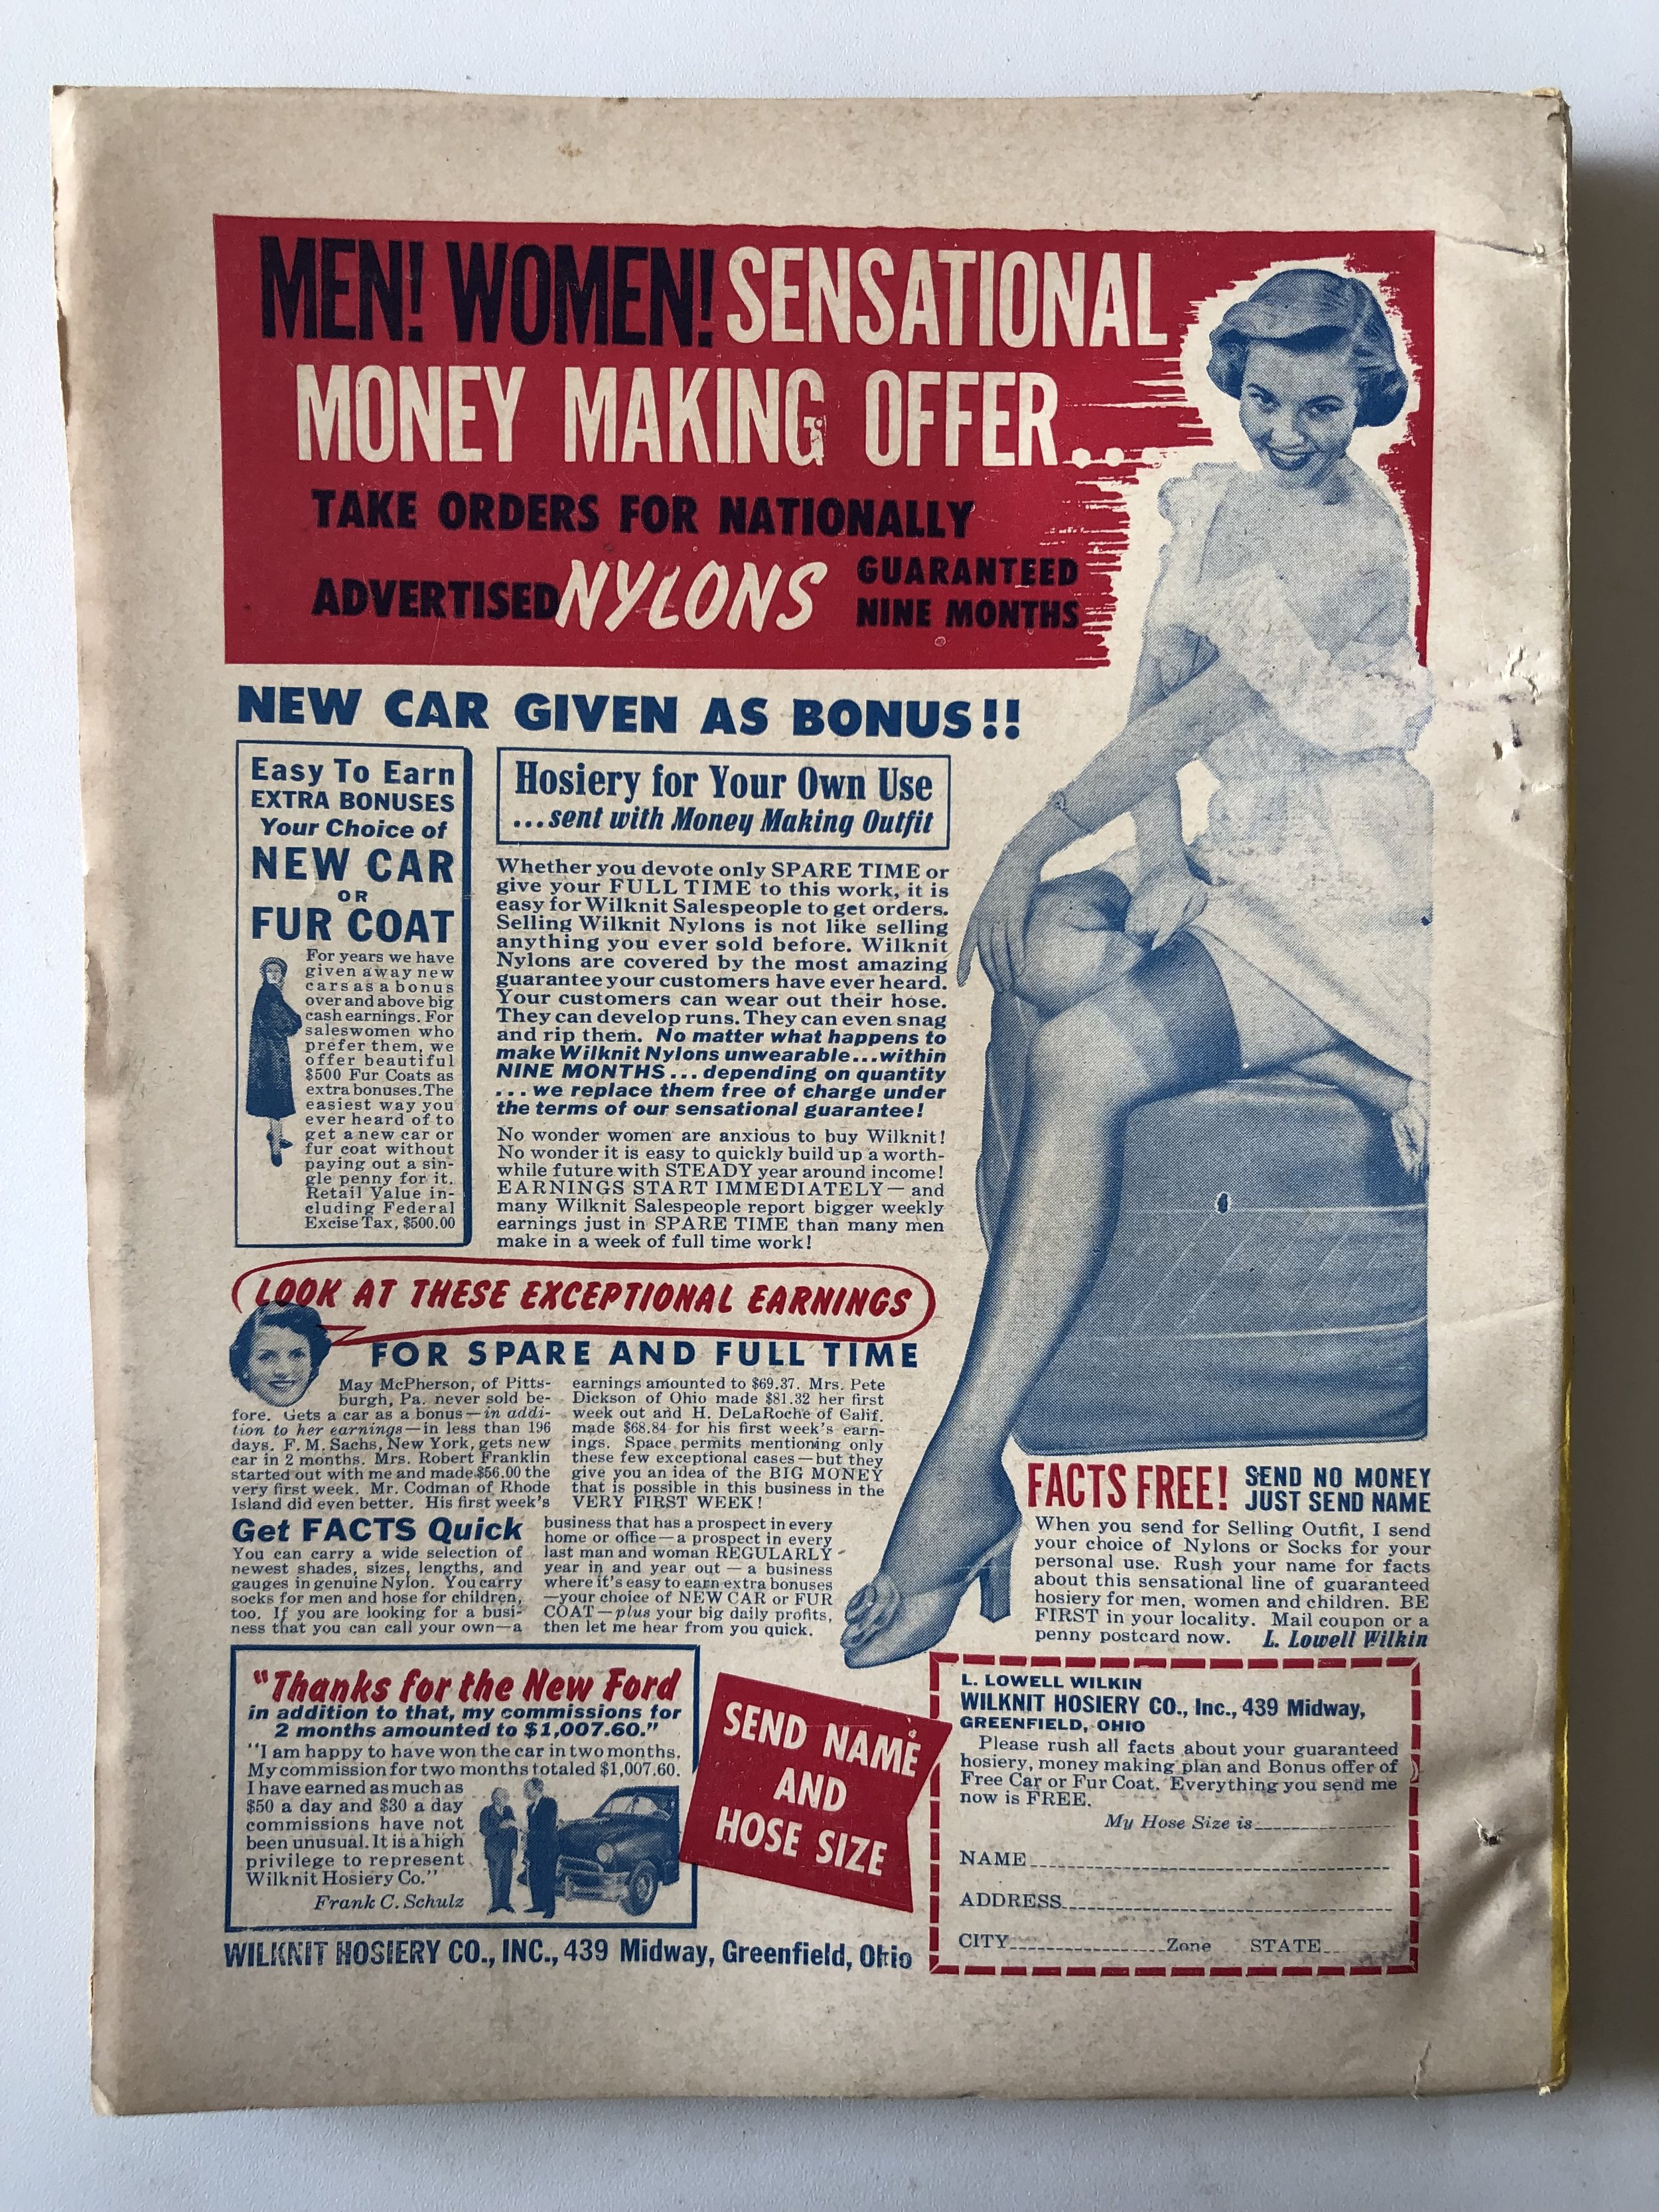 MEN! WOMEN! SENSATIONAL
MONEY MAKING OFFER...
TAKE ORDERS FOR NATIONALLY
ADVERTISED NYLONS GUARANTEED
NINE MONTHS
NEW CAR GIVEN AS BONUS!!
Easy To Earn
EXTRA BONUSES
Your Choice of
NEW CAR
OR
FUR COAT
For years we have
given away new
cars as a bonus
over and above big
cash earnings. For
saleswomen who
prefer them, we
offer beautiful
$500 Fur Coats as
extra bonuses. The
easiest way you
ever heard of to
get a new car or
fur coat without
paying out a sin-
gle penny for it.
Retail Value in-
cluding Federal
Excise Tax, $500.00
Hosiery for Your Own Use
...sent with Money Making Outfit
Whether you devote only SPARE TIME or
give your FULL TIME to this work, it is
easy for Wilknit Salespeople to get orders.
Selling Wilknit Nylons is not like selling
anything you ever sold before. Wilknit
Nylons are covered by the most amazing
guarantee your customers have ever heard.
Your customers can wear out their hose.
They can develop runs. They can even snag
and rip them. No matter what happens to
make Wilknit Nylons unwearable...within
NINE MONTHS... depending on quantity
...we replace them free of charge under
the terms of our sensational guarantee!
No wonder women are anxious to buy Wilknit!
No wonder it is easy to quickly build up a worth-
while future with STEADY year around income!
EARNINGS START IMMEDIATELY—and
many Wilknit Salespeople report bigger weekly
earnings just in SPARE TIME than many men
make in a week of full time work!
LOOK AT THESE EXCEPTIONAL EARNINGS
FOR SPARE AND FULL TIME
May McPherson, of Pitts-
burgh, Pa. never sold be-
fore. Gets a car as a bonus—in addi-
tion to her earnings—in less than 196
days. F. M. Sachs, New York, gets new
car in 2 months. Mrs. Robert Franklin
started out with me and made $56.00 the
very first week. Mr. Codman of Rhode
Island did even better. His first week's
earnings amounted to $69.37. Mrs. Pete
Dickson of Ohio made $81.32 her first
week out and H. DeLaRoche of Calif.
made $68.84 for his first week's earn-
ings. Space permits mentioning only
these few exceptional cases—but they
give you an idea of the BIG MONEY
that is possible in this business in the
VERY FIRST WEEK!
Get FACTS Quick
You can carry a wide selection of
newest shades, sizes, lengths, and
gauges in genuine Nylon. You carry
socks for men and hose for children,
too. If you are looking for a busi-
ness that you can call your own—a
business that has a prospect in every
home or office—a prospect in every
last man and woman REGULARLY
year in and year out—a business
where it's easy to earn extra bonuses
—your choice of NEW CAR or FUR
COAT—plus your big daily profits,
then let me hear from you quick.
FACTS FREE! SEND NO MONEY
JUST SEND NAME
When you send for Selling Outfit, I send
your choice of Nylons or Socks for your
personal use. Rush your name for facts
about this sensational line of guaranteed
hosiery for men, women and children. BE
FIRST in your locality. Mail coupon or a
penny postcard now. L. Lowell Wilkin
"Thanks for the New Ford
in addition to that, my commissions for
2 months amounted to $1,007.60."
"I am happy to have won the car in two months.
My commission for two months totaled $1,007.60.
I have earned as much as
$50 a day and $30 a day
commissions have not
been unusual. It is a high
privilege to represent
Wilknit Hosiery Co."
Frank C. Schulz
SEND NAME
AND
HOSE SIZE
L. LOWELL WILKIN
WILKNIT HOSIERY CO., Inc., 439 Midway,
GREENFIELD, OHIO
Please rush all facts about your guaranteed
hosiery, money making plan and Bonus offer of
Free Car or Fur Coat. Everything you send me
now is FREE.
My Hose Size is
NAME
ADDRESS
CITY Zone STATE
WILKNIT HOSIERY CO., INC., 439 Midway, Greenfield, Ohio